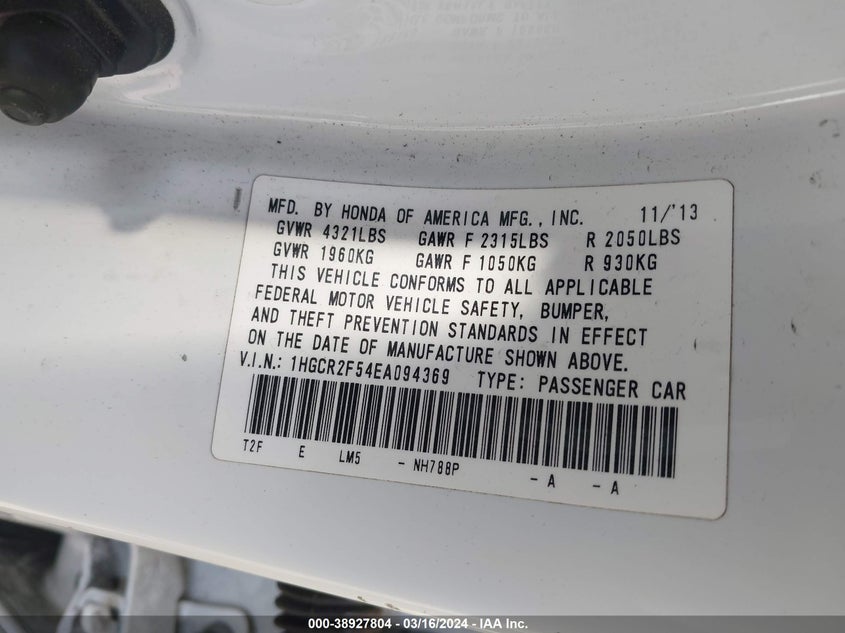 MFD. BY HONDA OF AMERICA MFG., INC. 11/'13
GVWR 4321LBS GAWR F 2315LBS R 2050LBS
GVWR 1960KG GAWR F 1050KG R 930KG
THIS VEHICLE CONFORMS TO ALL APPLICABLE
FEDERAL MOTOR VEHICLE SAFETY, BUMPER,
AND THEFT PREVENTION STANDARDS IN EFFECT
ON THE DATE OF MANUFACTURE SHOWN ABOVE.
V.I.N.: 1HGCR2F54EA094369 TYPE: PASSENGER CAR
T2F E LM5 - NH788P - A - A
000-38927804 - 03/16/2024 - IAA Inc.